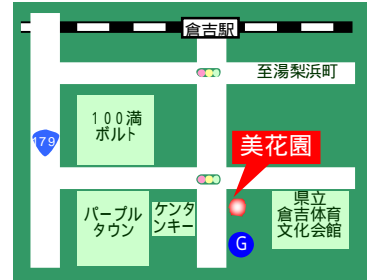 倉吉駅
至湯梨浜町
100満
ボルト
179
美花園
パープル
タウン
ケンタ
ンキー
県立
倉吉体育
文化会館
G